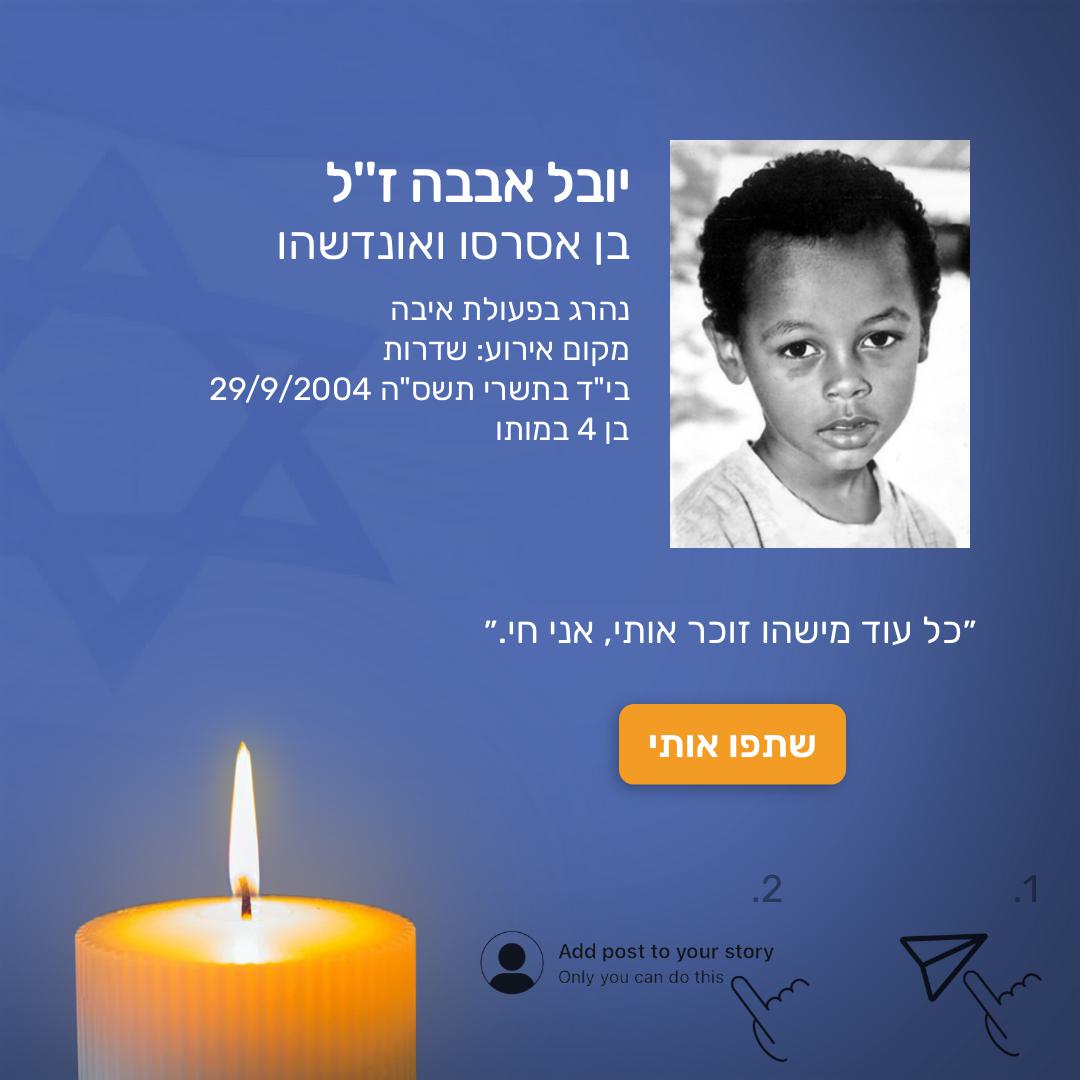 יובל אבבה ז"ל
בן אסרסו ואונדשהו
נהרג בפעולת איבה
מקום אירוע: שדרות
בי"ד בתשרי תשס"ה 29/9/2004
בן 4 במותו
״כל עוד מישהו זוכר אותי, אני חי.״
שתפו אותי
1.
2.
Add post to your story
Only you can do this